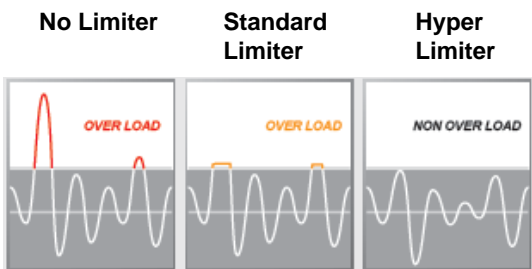 No Limiter
Standard
Limiter
Hyper
Limiter
OVER LOAD
OVER LOAD
NON OVER LOAD